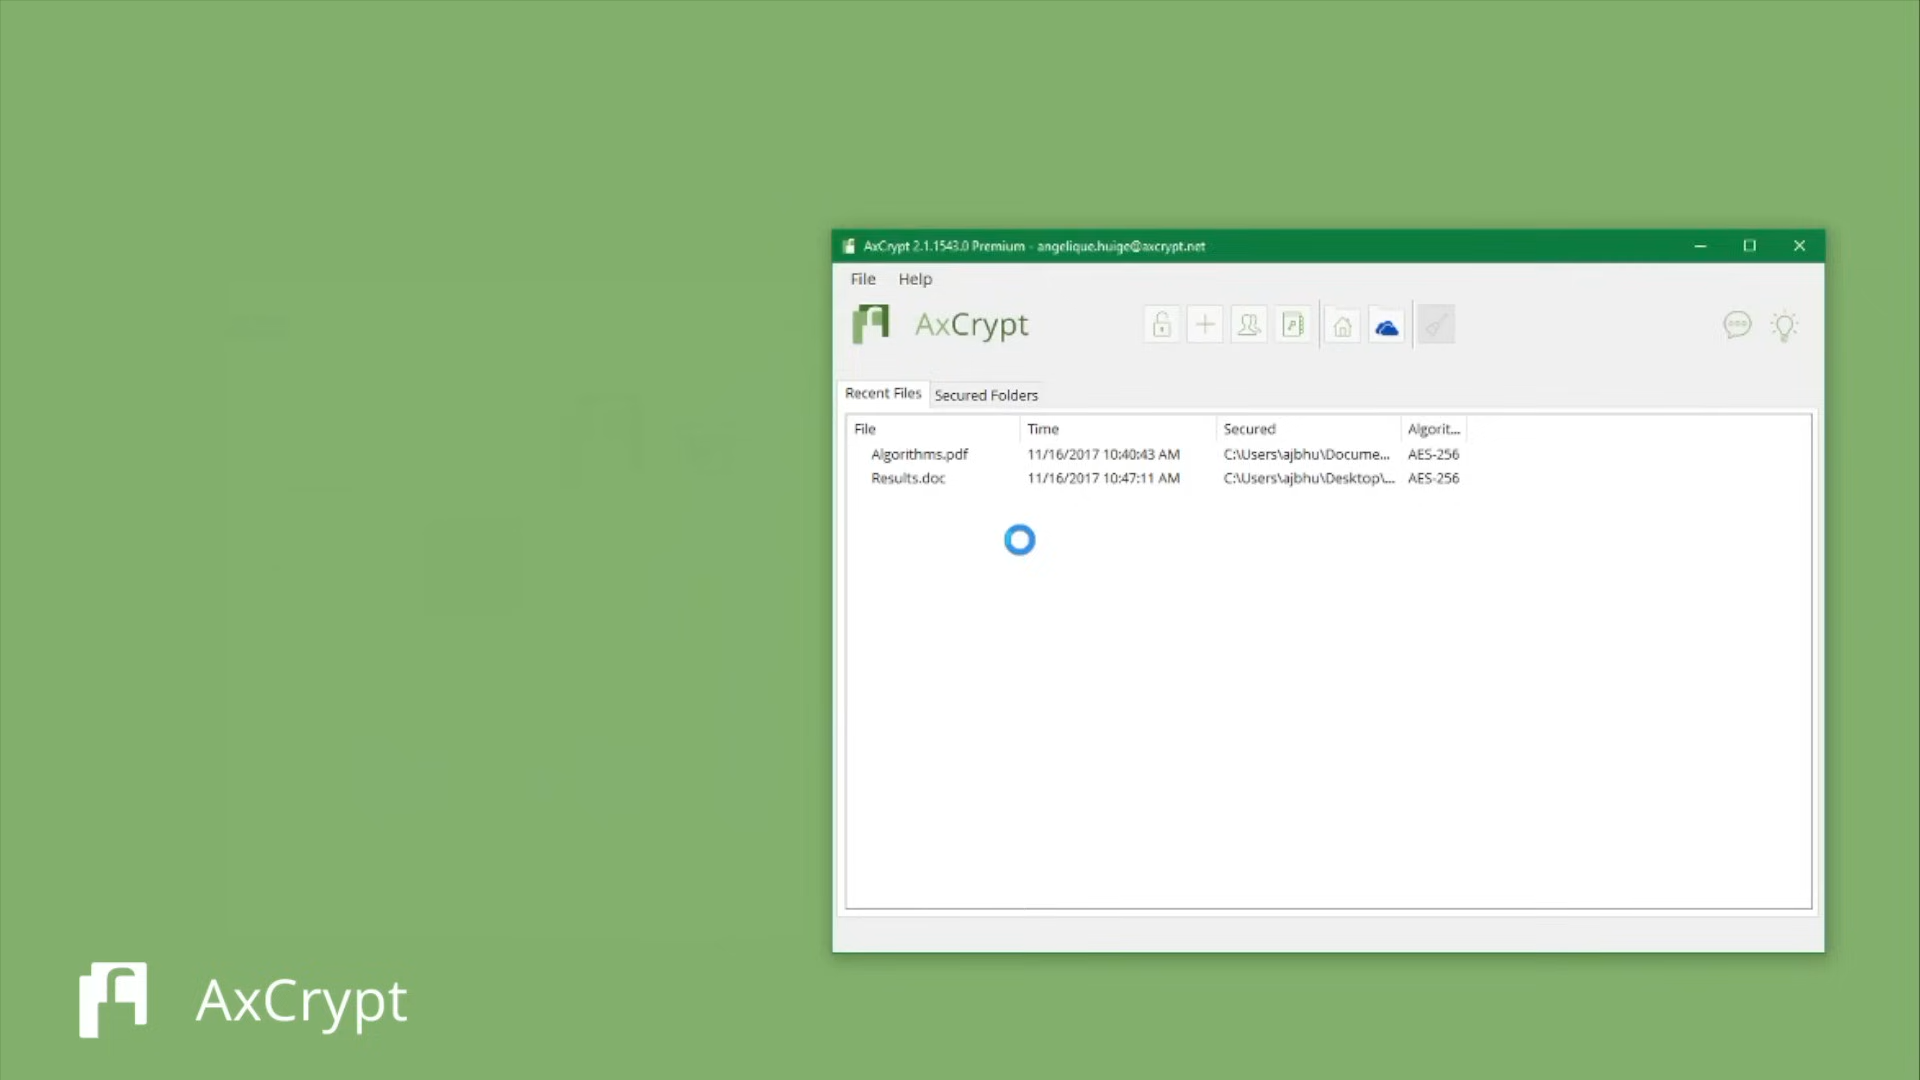 AxCrypt 2.1.1543.0 Premium - angelique.huige@axcrypt.net
File Help
AxCrypt
Recent Files Secured Folders
File Time Secured Algorit...
Algorithms.pdf 11/16/2017 10:40:43 AM C:\Users\ajbhu\Docume... AES-256
Results.doc 11/16/2017 10:47:11 AM C:\Users\ajbhu\Desktop\... AES-256
AxCrypt